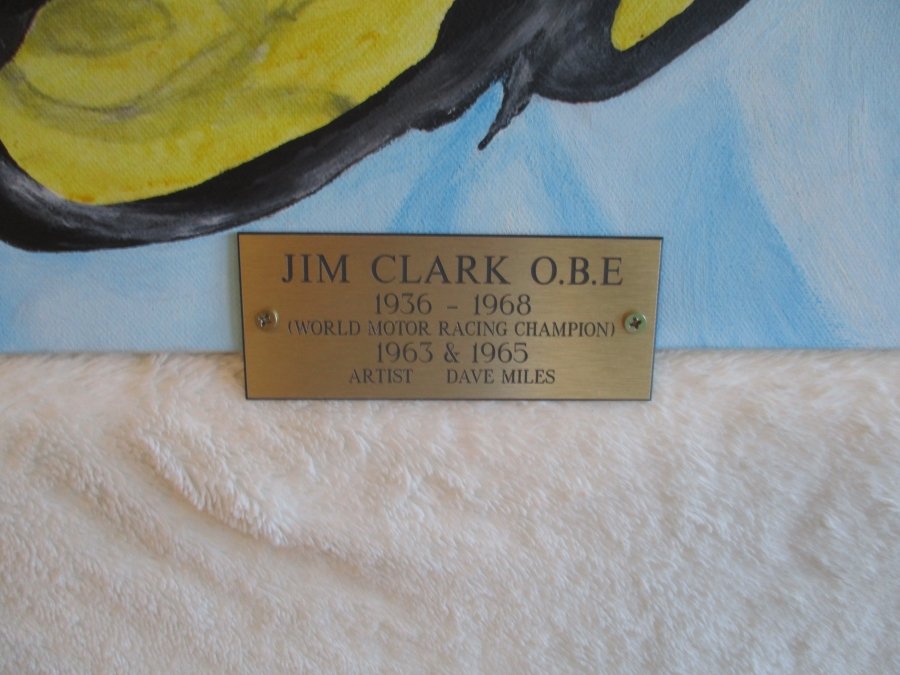 JIM CLARK O.B.E
1936 - 1968
(WORLD MOTOR RACING CHAMPION)
1963 & 1965
ARTIST DAVE MILES